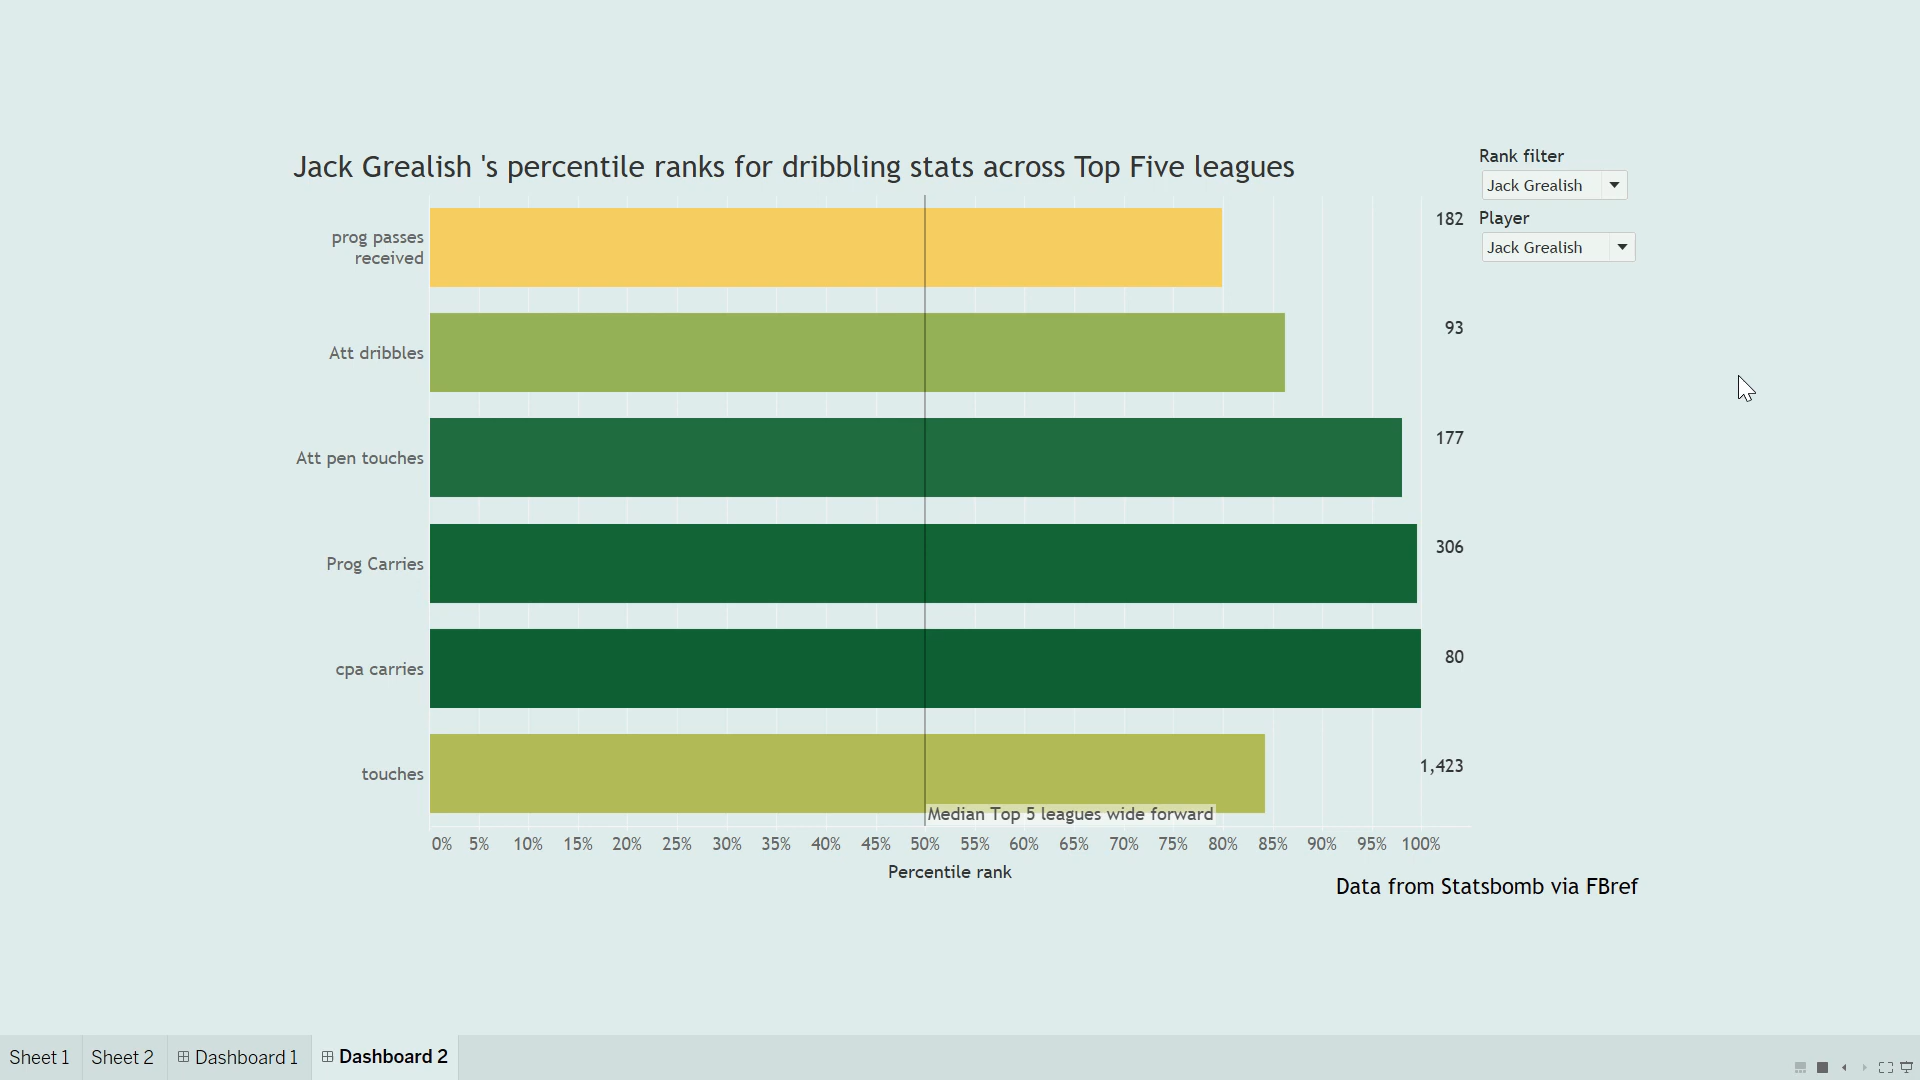 Jack Grealish 's percentile ranks for dribbling stats across Top Five leagues
Rank filter
Jack Grealish
Player
Jack Grealish
prog passes
received
182
Att dribbles
93
Att pen touches
177
Prog Carries
306
cpa carries
80
touches
1,423
Median Top 5 leagues wide forward
0% 5% 10% 15% 20% 25% 30% 35% 40% 45% 50% 55% 60% 65% 70% 75% 80% 85% 90% 95% 100%
Percentile rank
Data from Statsbomb via FBref
Sheet 1 Sheet 2 Dashboard 1 Dashboard 2